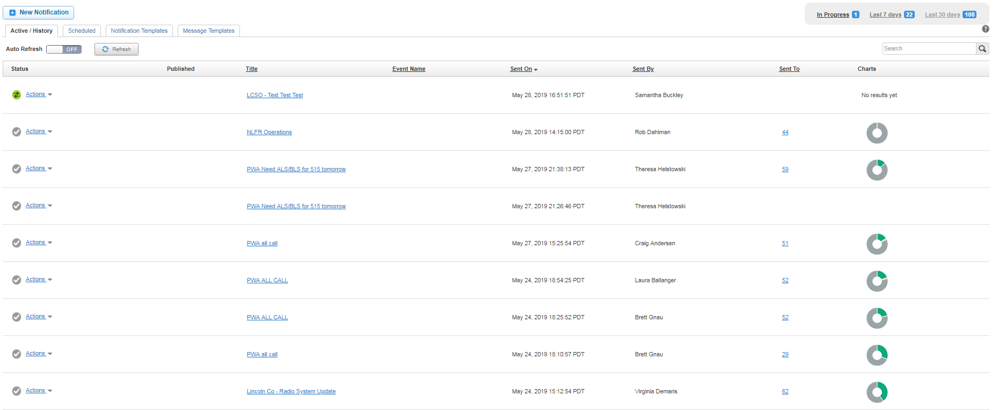 New Notification
In Progress 1 Last 7 days 22 Last 30 days 108
Active / History Scheduled Notification Templates Message Templates
?
Auto Refresh OFF Refresh Search
Status Published Title Event Name Sent On Sent By Sent To Charts
Actions LCSO - Test Test Test May 28, 2019 16:51:51 PDT Samantha Buckley No results yet
Actions NLFR Operations May 28, 2019 14:15:00 PDT Rob Dahlman 44
Actions PWA Need ALS/BLS for 515 tomorrow May 27, 2019 21:38:13 PDT Theresa Helstowski 59
Actions PWA Need ALS/BLS for 515 tomorrow May 27, 2019 21:26:46 PDT Theresa Helstowski
Actions PWA all call May 27, 2019 15:25:54 PDT Craig Andersen 51
Actions PWA ALL CALL May 24, 2019 18:54:25 PDT Laura Ballanger 52
Actions PWA ALL CALL May 24, 2019 18:25:52 PDT Brett Gnau 52
Actions PWA all call May 24, 2019 18:10:57 PDT Brett Gnau 29
Actions Lincoln Co - Radio System Update May 24, 2019 15:12:54 PDT Virginia Demaris 62